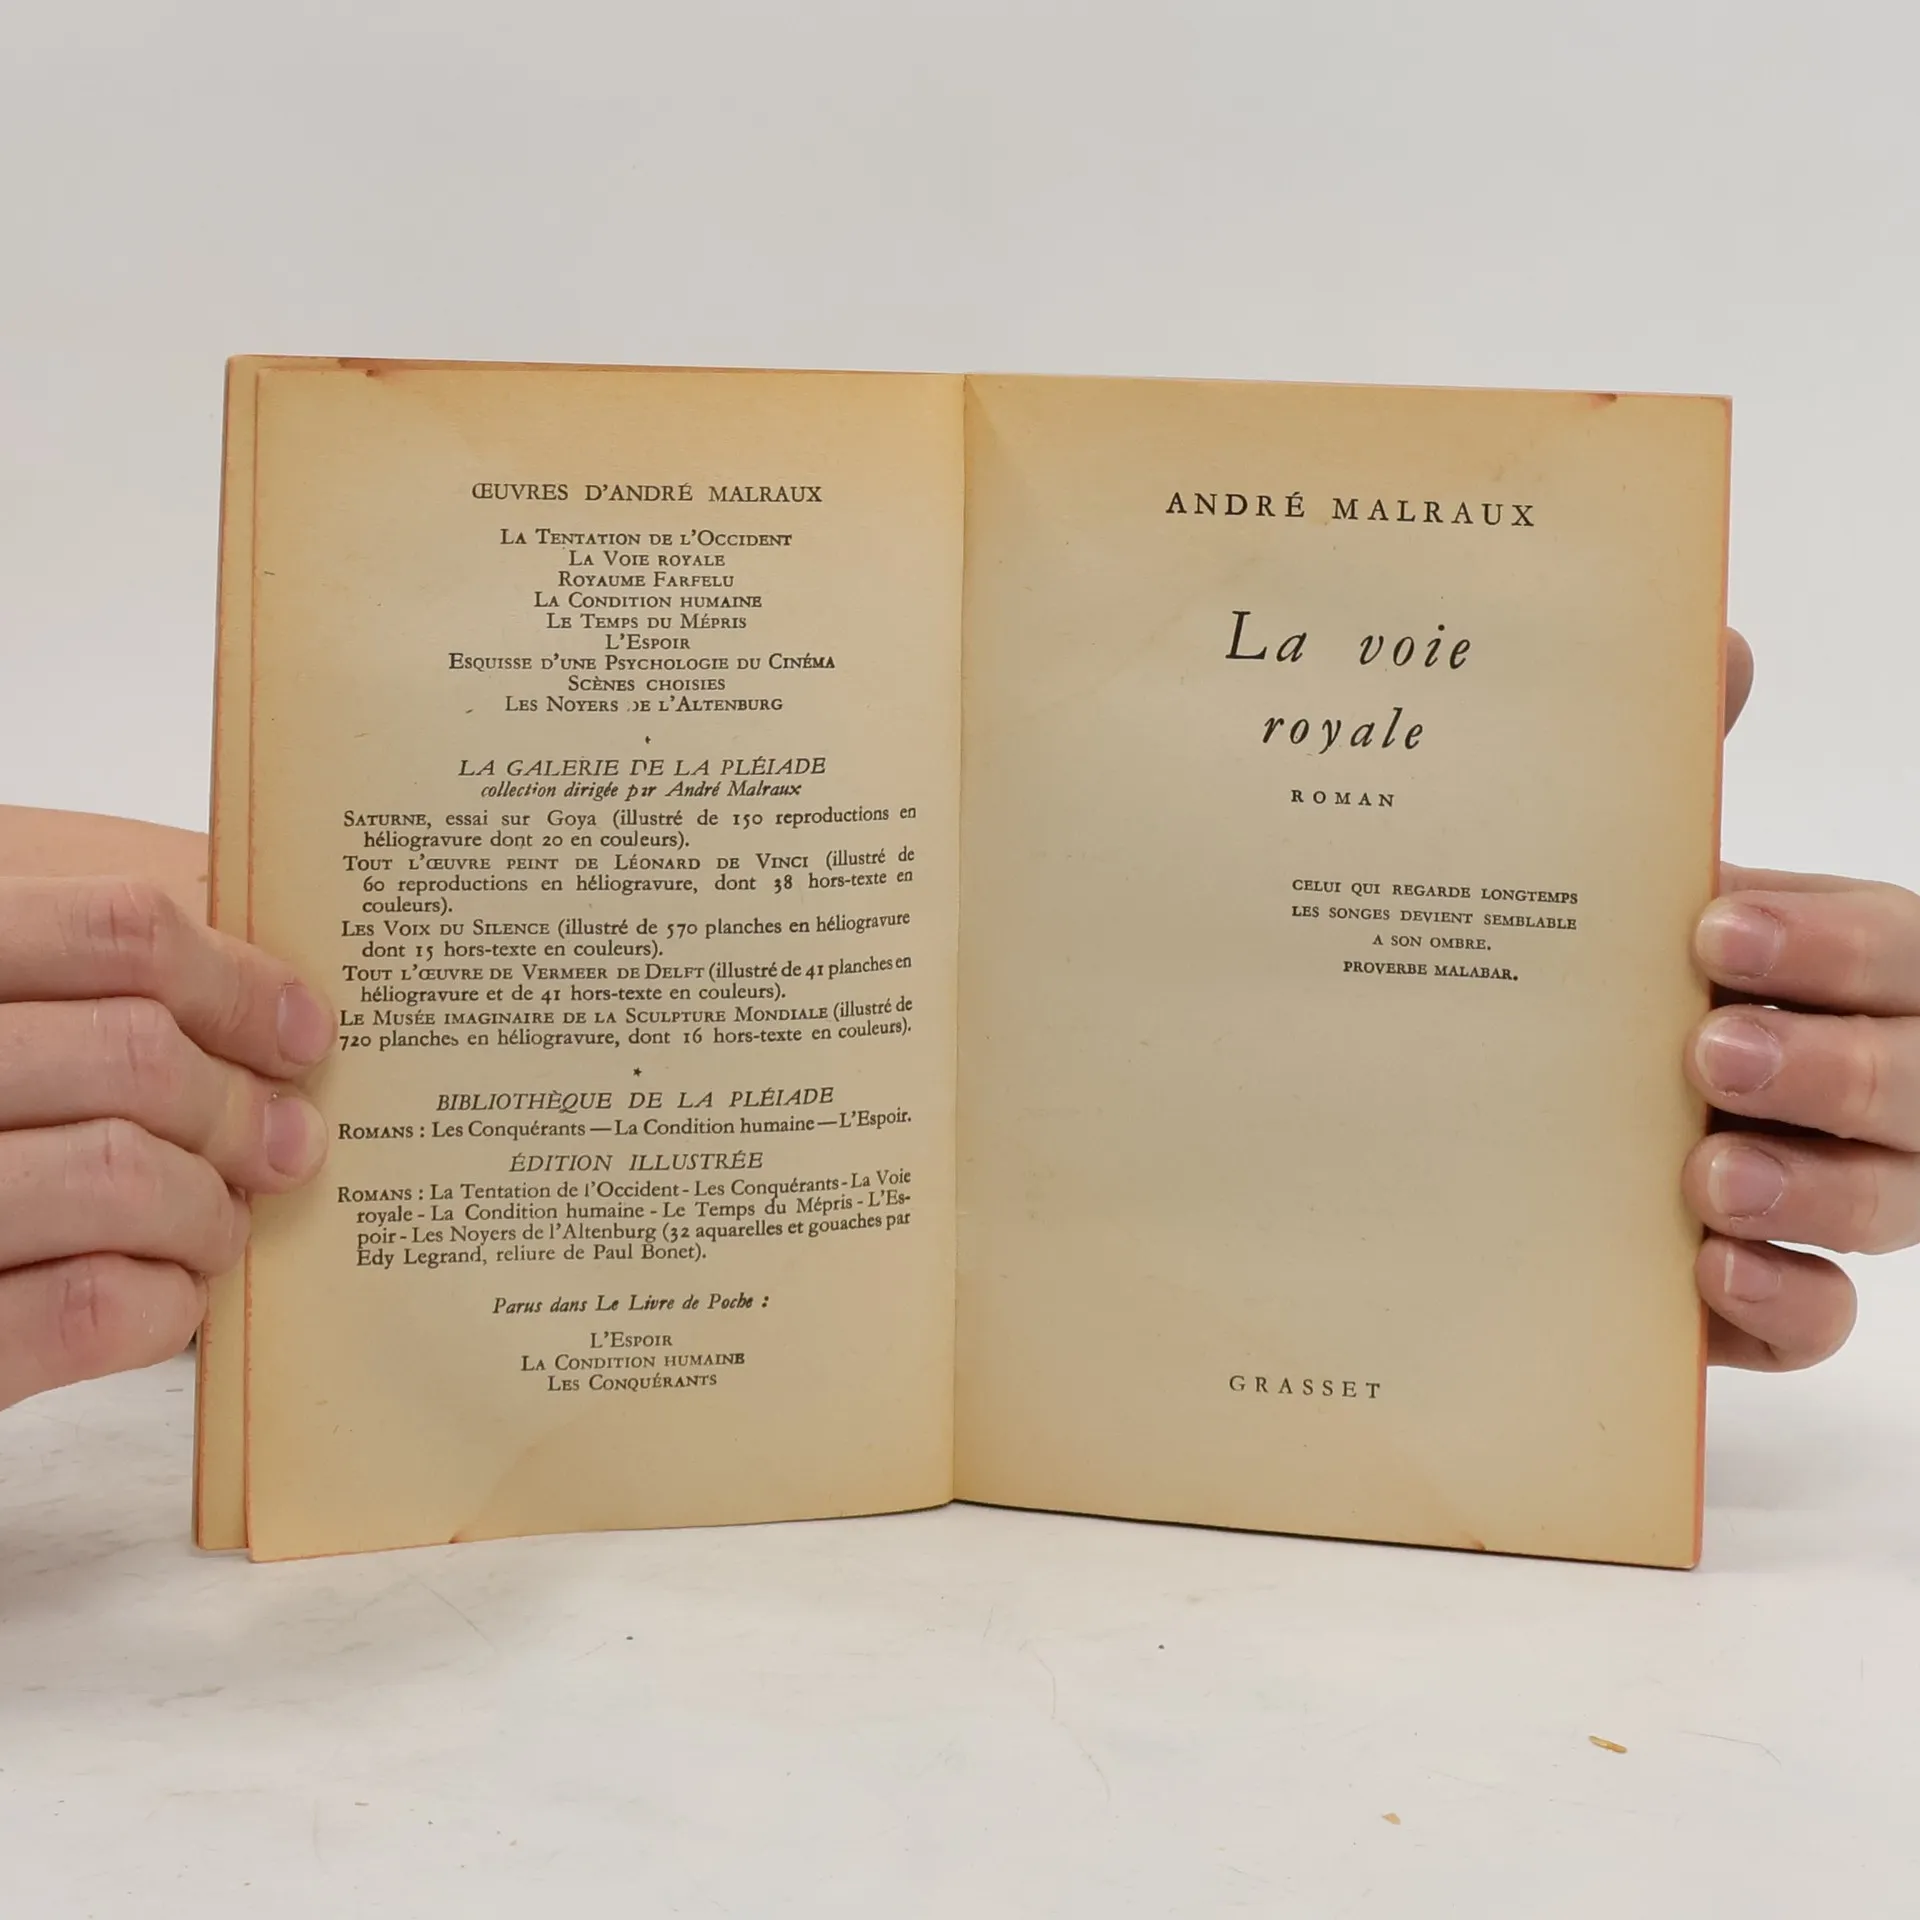 ŒUVRES D'ANDRÉ MALRAUX
LA TENTATION DE L'OCCIDENT
LA VOIE ROYALE
ROYAUME FARFELU
LA CONDITION HUMAINE
LE TEMPS DU MÉPRIS
L'ESPOIR
ESQUISSE D'UNE PSYCHOLOGIE DU CINÉMA
SCÈNES CHOISIES
LES NOYERS DE L'ALTENBURG
LA GALERIE DE LA PLÉIADE
collection dirigée par André Malraux
SATURNE, essai sur Goya (illustré de 150 reproductions en
héliogravure dont 20 en couleurs).
TOUT L'ŒUVRE PEINT DE LÉONARD DE VINCI (illustré de
60 reproductions en héliogravure, dont 38 hors-texte en
couleurs).
LES VOIX DU SILENCE (illustré de 570 planches en héliogravure
dont 15 hors-texte en couleurs).
TOUT L'ŒUVRE DE VERMEER DE DELFT (illustré de 41 planches en
héliogravure et de 41 hors-texte en couleurs).
LE MUSÉE IMAGINAIRE DE LA SCULPTURE MONDIALE (illustré de
720 planches en héliogravure, dont 16 hors-texte en couleurs).
*
BIBLIOTHÈQUE DE LA PLÉIADE
ROMANS : Les Conquérants — La Condition humaine — L'Espoir.
ÉDITION ILLUSTRÉE
ROMANS : La Tentation de l'Occident - Les Conquérants - La Voie
royale - La Condition humaine - Le Temps du Mépris - L'Es-
poir - Les Noyers de l'Altenburg (32 aquarelles et gouaches par
Edy Legrand, reliure de Paul Bonet).
Parus dans Le Livre de Poche :
L'ESPOIR
LA CONDITION HUMAINE
LES CONQUÉRANTS
ANDRÉ MALRAUX
La voie
royale
ROMAN
CELUI QUI REGARDE LONGTEMPS
LES SONGES DEVIENT SEMBLABLE
A SON OMBRE.
PROVERBE MALABAR.
GRASSET